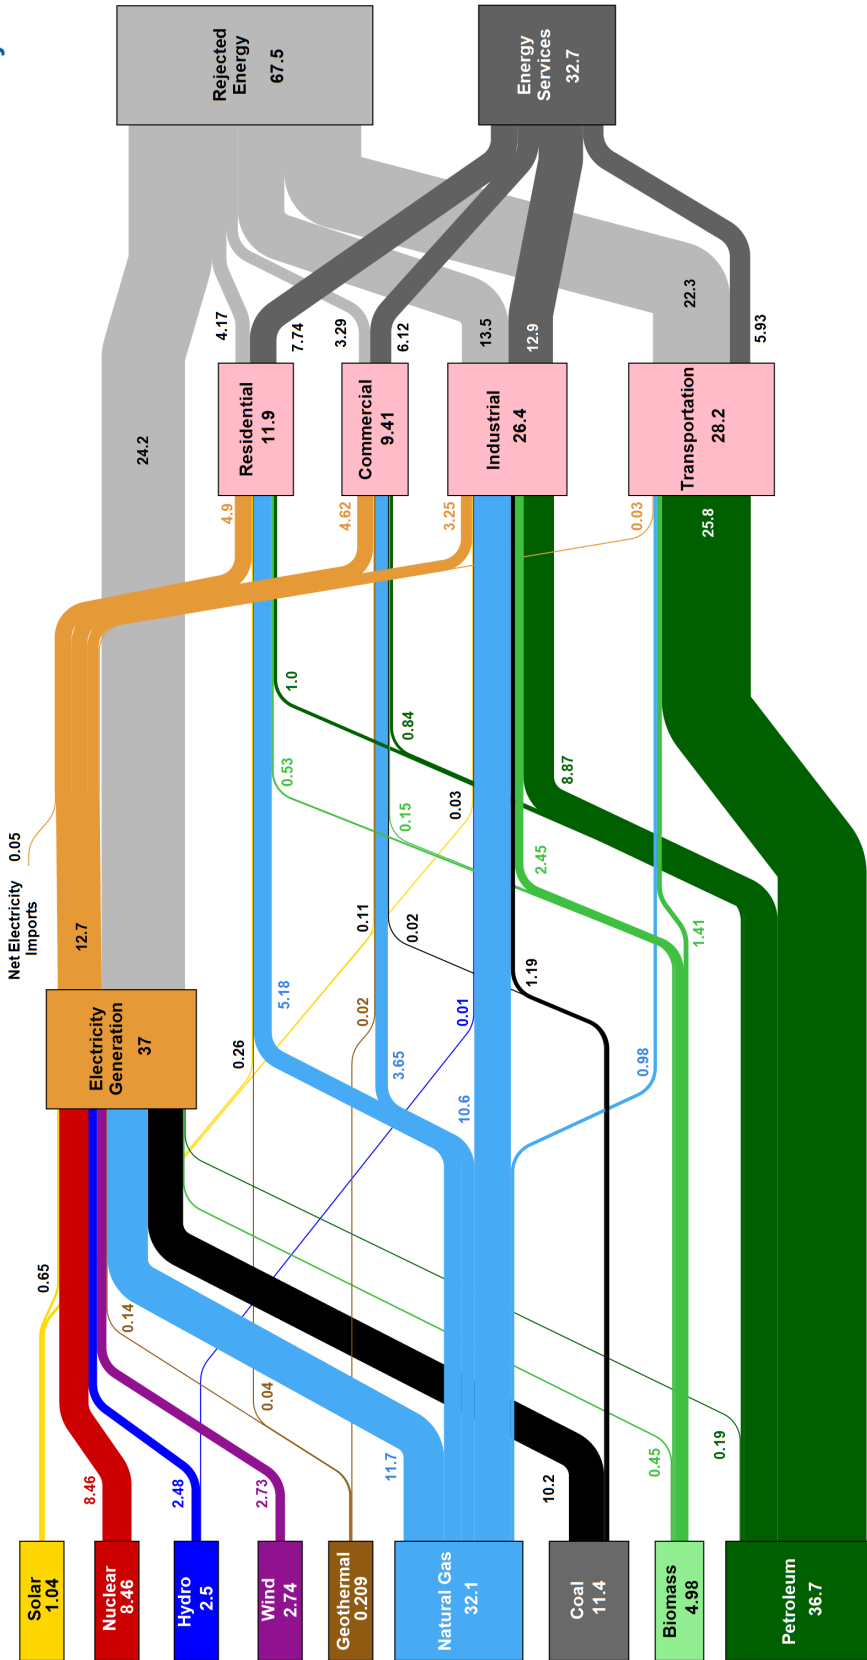 Net Electricity
Imports
0.05
Solar
1.04
0.65
Electricity
Generation
37
12.7
24.2
Rejected
Energy
67.5
Nuclear
8.46
8.46
Hydro
2.5
2.48
Wind
2.74
2.73
Geothermal
0.209
0.14
0.04
0.26
0.02
0.11
0.01
0.03
Natural Gas
32.1
11.7
5.18
3.65
10.6
0.98
Coal
11.4
10.2
0.02
1.19
Biomass
4.98
0.45
0.53
0.15
2.45
1.41
Petroleum
36.7
0.19
1.0
0.84
8.87
25.8
4.9
Residential
11.9
4.17
7.74
4.62
Commercial
9.41
3.29
6.12
3.25
Industrial
26.4
13.5
12.9
0.03
Transportation
28.2
22.3
5.93
Energy
Services
32.7